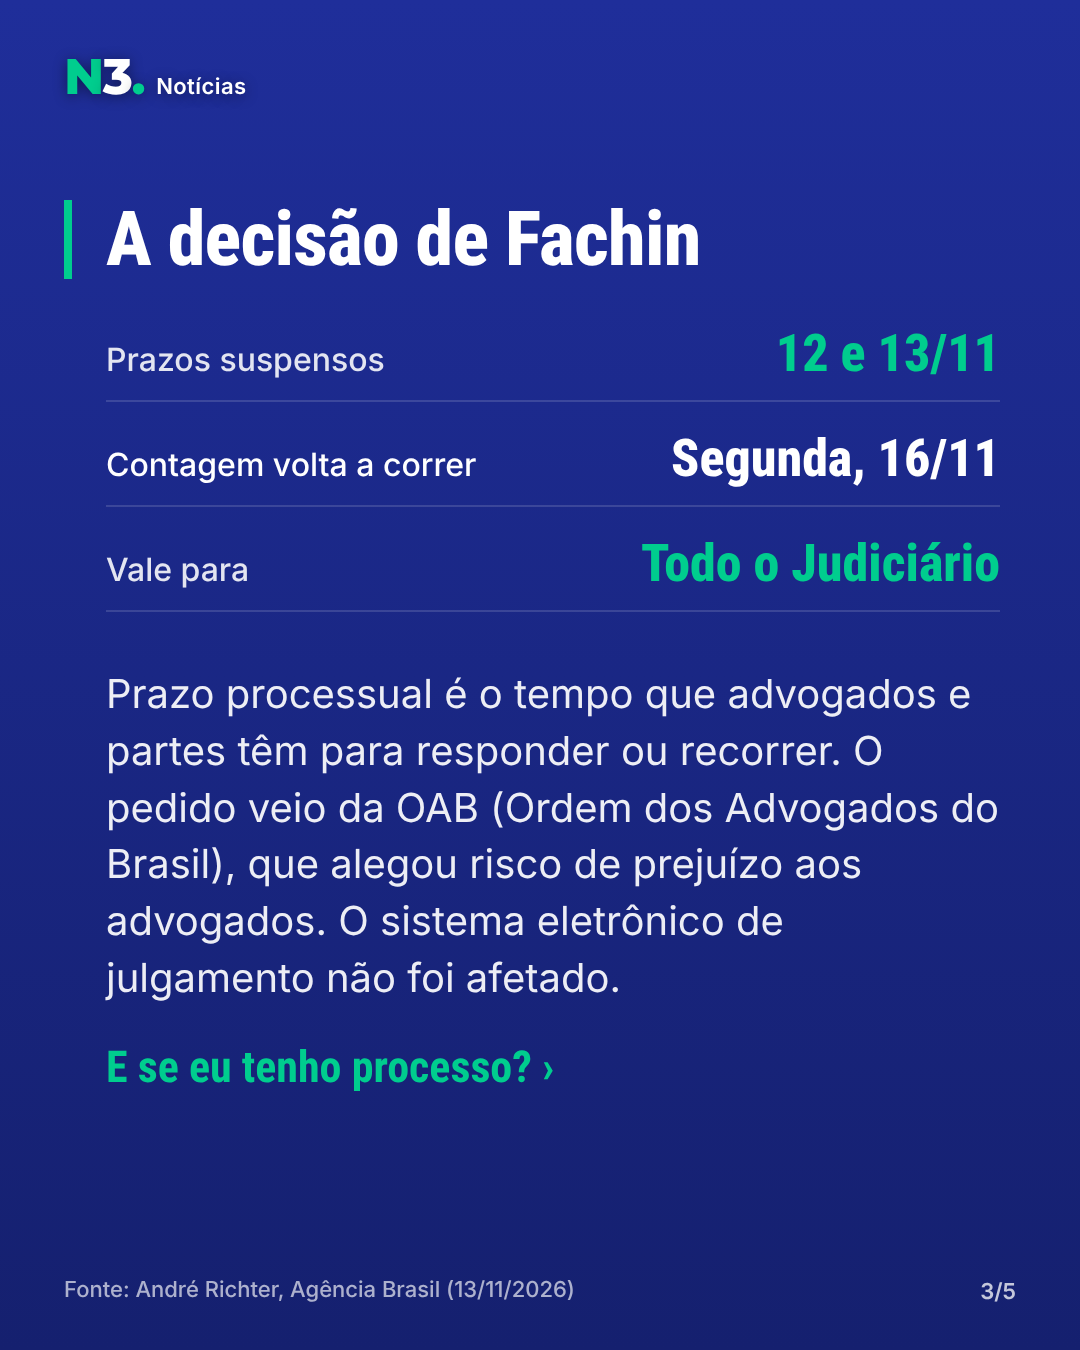 N3. Notícias
A decisão de Fachin
Prazos suspensos 12 e 13/11
Contagem volta a correr Segunda, 16/11
Vale para Todo o Judiciário
Prazo processual é o tempo que advogados e
partes têm para responder ou recorrer. O
pedido veio da OAB (Ordem dos Advogados do
Brasil), que alegou risco de prejuízo aos
advogados. O sistema eletrônico de
julgamento não foi afetado.
E se eu tenho processo? ›
Fonte: André Richter, Agência Brasil (13/11/2026) 3/5